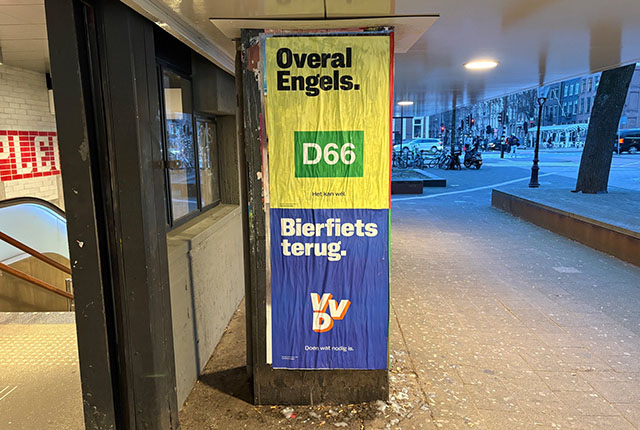 Overal
Engels.
D66
Het kan wel.
Bierfiets
terug.
VVD
Doen wat nodig is.